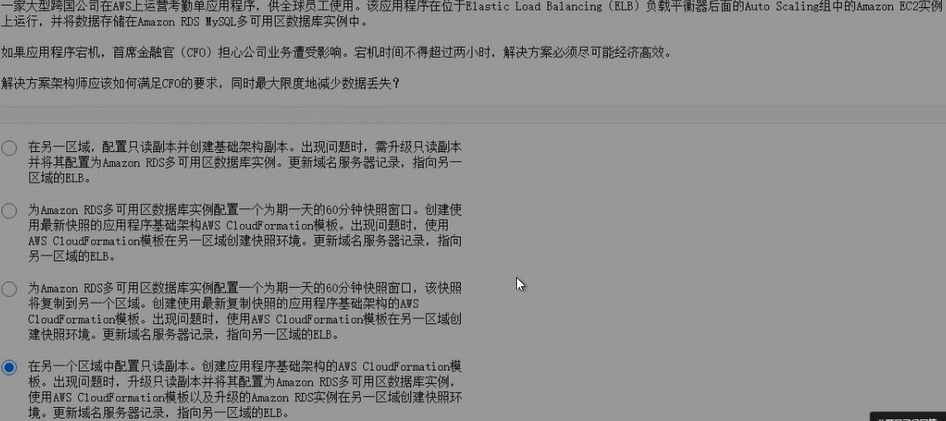 一家大型跨国公司在AWS上运营考勤单应用程序，供全球员工使用。该应用程序在位于Elastic Load Balancing（ELB）负载平衡器后面的Auto Scaling组中的Amazon EC2实例
上运行，并将数据存储在Amazon RDS MySQL多可用区数据库实例中。
如果应用程序宕机，首席金融官（CFO）担心公司业务遭受影响。宕机时间不得超过两小时，解决方案必须尽可能经济高效。
解决方案架构师应该如何满足CFO的要求，同时最大限度地减少数据丢失？
在另一区域，配置只读副本并创建基础架构副本。出现问题时，需升级只读副本
并将其配置为Amazon RDS多可用区数据库实例。更新域名服务器记录，指向另一
区域的ELB。
为Amazon RDS多可用区数据库实例配置一个为期一天的60分钟快照窗口。创建使
用最新快照的应用程序基础架构AWS CloudFormation模板。出现问题时，使用
AWS CloudFormation模板在另一区域创建快照环境。更新域名服务器记录，指向
另一区域的ELB。
为Amazon RDS多可用区数据库实例配置一个为期一天的60分钟快照窗口，该快照
将复制到另一个区域。创建使用最新复制快照的应用程序基础架构的AWS
CloudFormation模板。出现问题时，使用AWS CloudFormation模板在另一区域创
建快照环境。更新域名服务器记录，指向另一区域的ELB。
在另一个区域中配置只读副本。创建应用程序基础架构的AWS CloudFormation模
板。出现问题时，升级只读副本并将其配置为Amazon RDS多可用区数据库实例，
使用AWS CloudFormation模板以及升级的Amazon RDS实例在另一区域创建快照环
境。更新域名服务器记录，指向另一区域的ELB。